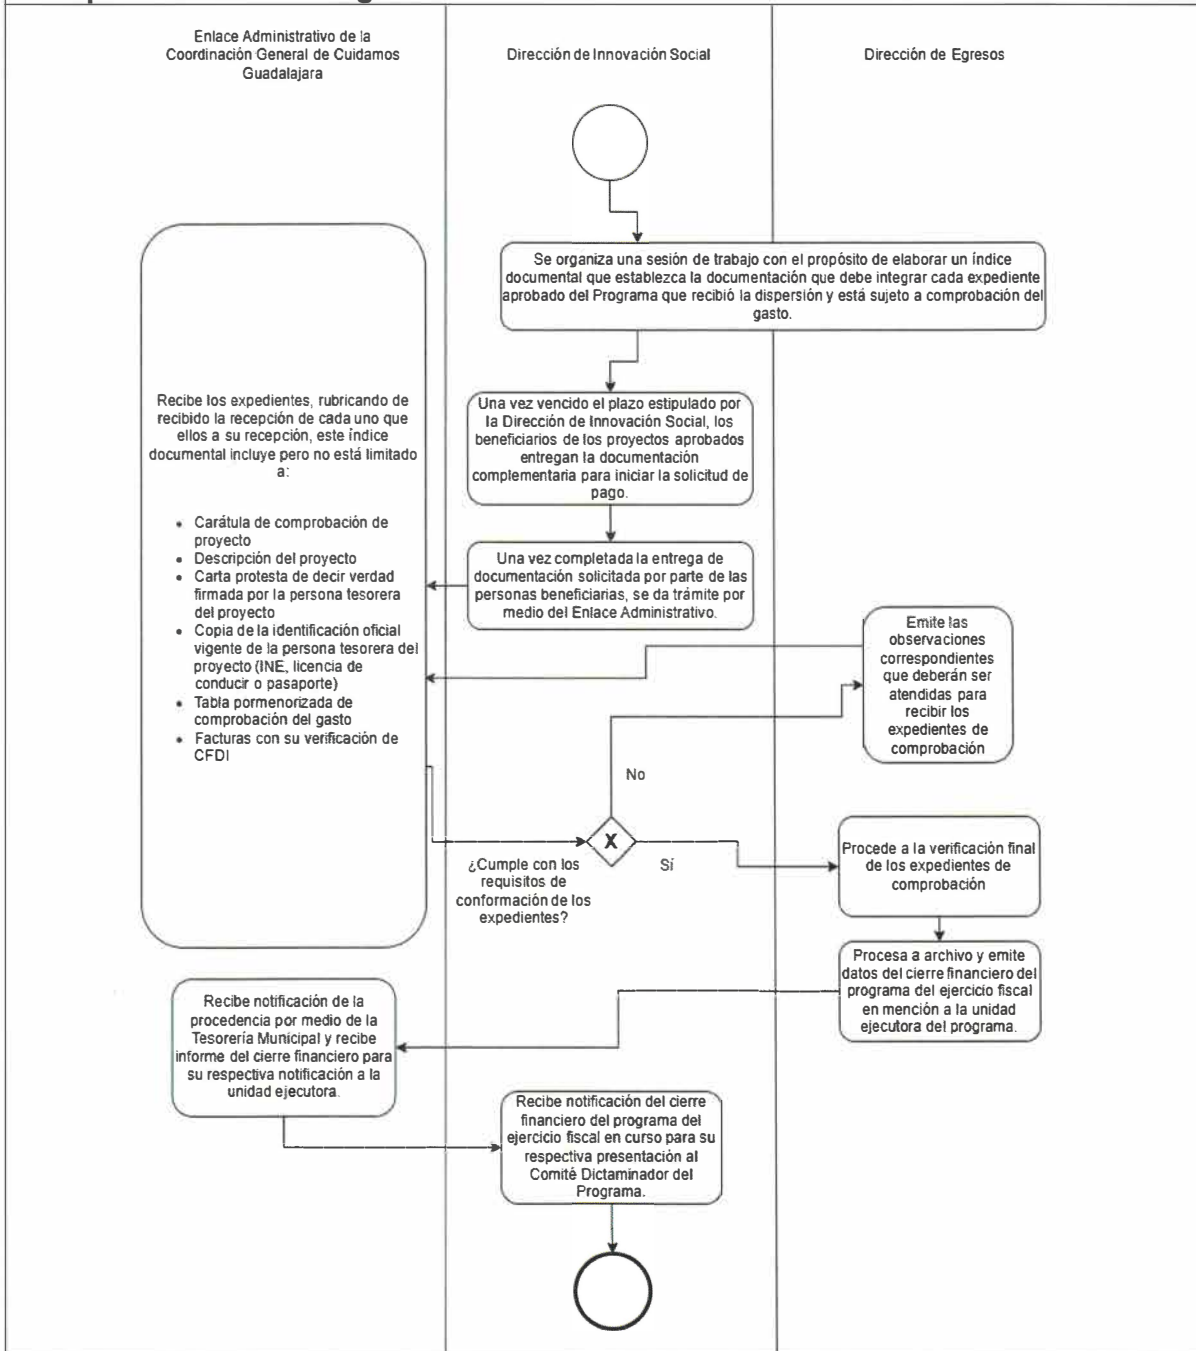 Enlace Administrativo de la
Coordinación General de Cuidamos
Guadalajara
Dirección de Innovación Social
Dirección de Egresos
Se organiza una sesión de trabajo con el propósito de elaborar un índice
documental que establezca la documentación que debe integrar cada expediente
aprobado del Programa que recibió la dispersión y está sujeto a comprobación del
gasto.
Una vez vencido el plazo estipulado por
la Dirección de Innovación Social, los
beneficiarios de los proyectos aprobados
entregan la documentación
complementaria para iniciar la solicitud de
pago.
Una vez completada la entrega de
documentación solicitada por parte de las
personas beneficiarias, se da trámite por
medio del Enlace Administrativo.
Recibe los expedientes, rubricando de
recibido la recepción de cada uno que
ellos a su recepción, este índice
documental incluye pero no está limitado
a:
• Carátula de comprobación de
proyecto
• Descripción del proyecto
• Carta protesta de decir verdad
firmada por la persona tesorera
del proyecto
• Copia de la identificación oficial
vigente de la persona tesorera del
proyecto (INE, licencia de
conducir o pasaporte)
• Tabla pormenorizada de
comprobación del gasto
• Facturas con su verificación de
CFDI
Emite las
observaciones
correspondientes
que deberán ser
atendidas para
recibir los
expedientes de
comprobación
No
X
Sí
¿Cumple con los
requisitos de
conformación de los
expedientes?
Procede a la verificación final
de los expedientes de
comprobación
Procesa a archivo y emite
datos del cierre financiero del
programa del ejercicio fiscal
en mención a la unidad
ejecutora del programa.
Recibe notificación de la
procedencia por medio de la
Tesorería Municipal y recibe
informe del cierre financiero para
su respectiva notificación a la
unidad ejecutora.
Recibe notificación del cierre
financiero del programa del
ejercicio fiscal en curso para su
respectiva presentación al
Comité Dictaminador del
Programa.